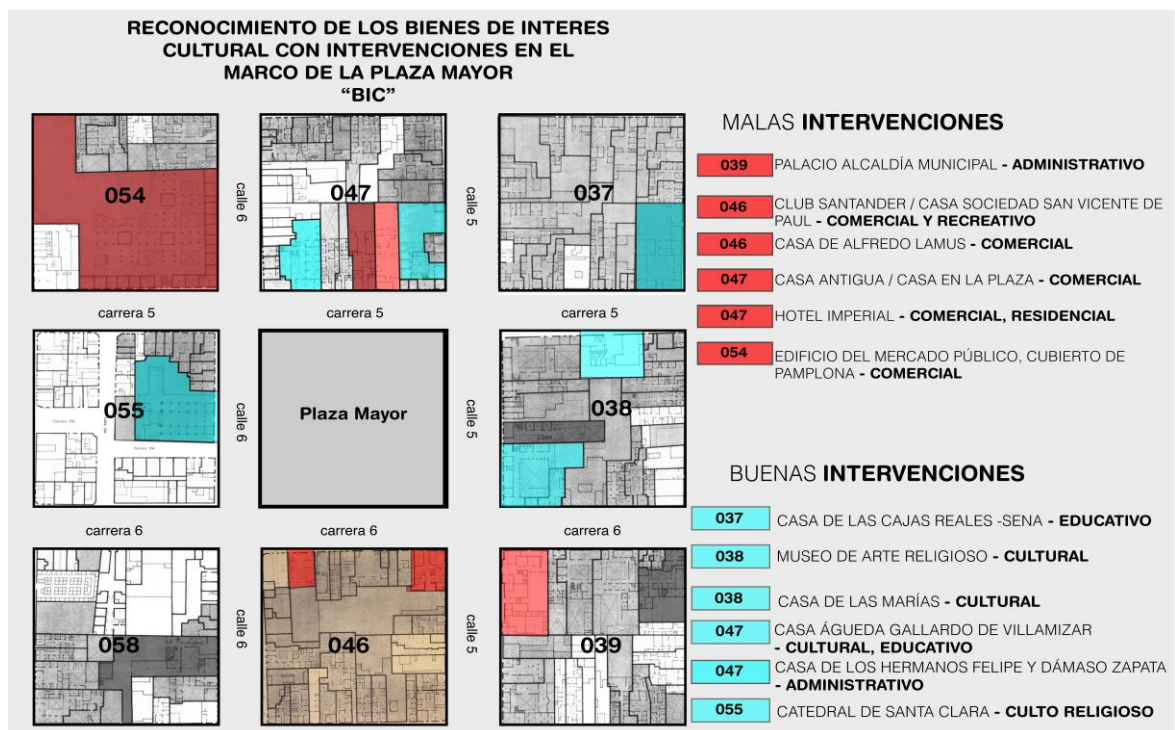 RECONOCIMIENTO DE LOS BIENES DE INTERES
CULTURAL CON INTERVENCIONES EN EL
MARCO DE LA PLAZA MAYOR
“BIC”
054
calle 6
047
calle 5
037
carrera 5
carrera 5
carrera 5
055
calle 6
Plaza Mayor
calle 5
038
carrera 6
carrera 6
carrera 6
058
calle 6
046
calle 5
039
MALAS INTERVENCIONES
039 PALACIO ALCALDÍA MUNICIPAL - ADMINISTRATIVO
046 CLUB SANTANDER / CASA SOCIEDAD SAN VICENTE DE
PAUL - COMERCIAL Y RECREATIVO
046 CASA DE ALFREDO LAMUS - COMERCIAL
047 CASA ANTIGUA / CASA EN LA PLAZA - COMERCIAL
047 HOTEL IMPERIAL - COMERCIAL, RESIDENCIAL
054 EDIFICIO DEL MERCADO PÚBLICO, CUBIERTO DE
PAMPLONA - COMERCIAL
BUENAS INTERVENCIONES
037 CASA DE LAS CAJAS REALES -SENA - EDUCATIVO
038 MUSEO DE ARTE RELIGIOSO - CULTURAL
038 CASA DE LAS MARÍAS - CULTURAL
047 CASA ÁGUEDA GALLARDO DE VILLAMIZAR
- CULTURAL, EDUCATIVO
047 CASA DE LOS HERMANOS FELIPE Y DÁMASO ZAPATA
- ADMINISTRATIVO
055 CATEDRAL DE SANTA CLARA - CULTO RELIGIOSO